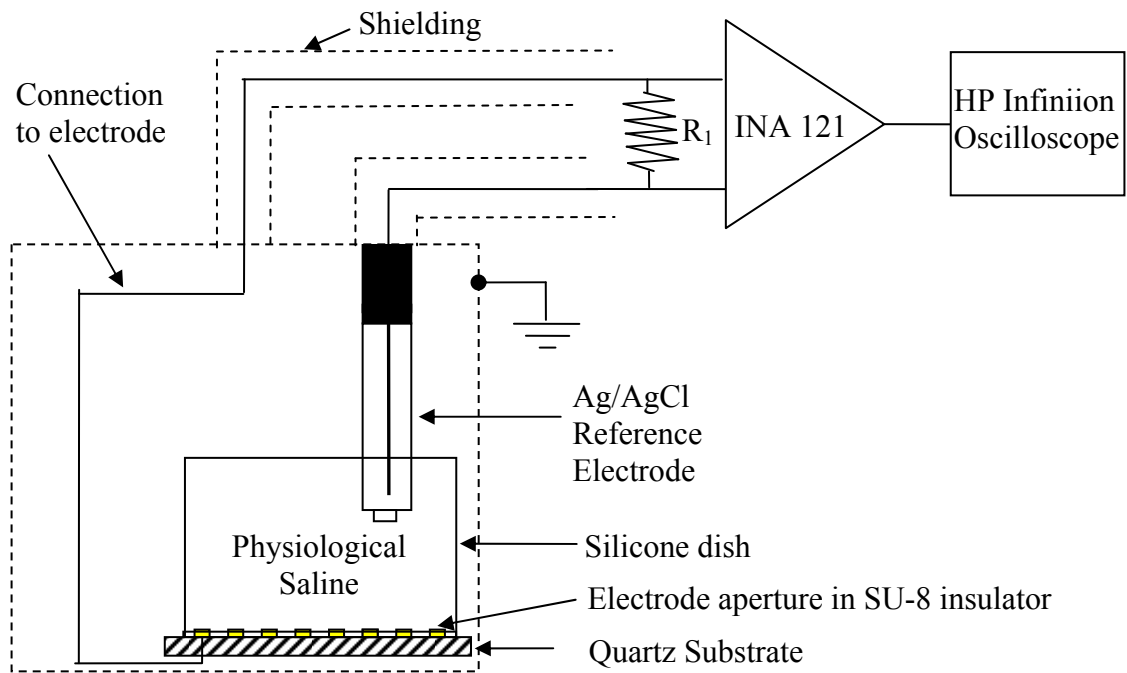 Shielding
Connection
to electrode
R1
INA 121
HP Infiniion
Oscilloscope
Ag/AgCl
Reference
Electrode
Physiological
Saline
Silicone dish
Electrode aperture in SU-8 insulator
Quartz Substrate